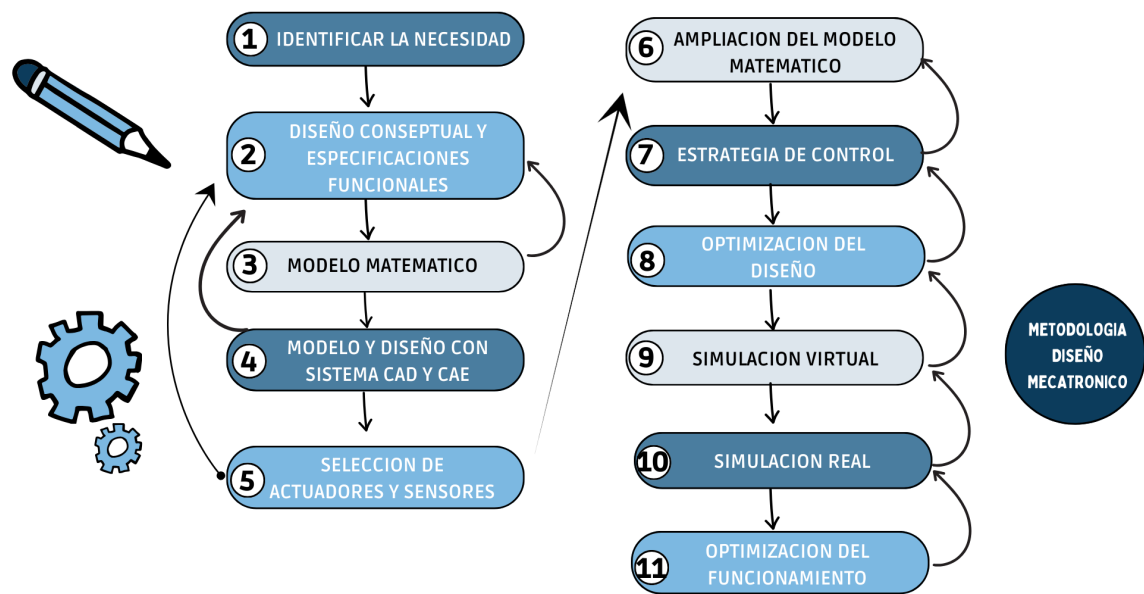 1 IDENTIFICAR LA NECESIDAD
2 DISEÑO CONSEPTUAL Y
ESPECIFICACIONES
FUNCIONALES
3 MODELO MATEMATICO
4 MODELO Y DISEÑO CON
SISTEMA CAD Y CAE
5 SELECCION DE
ACTUADORES Y SENSORES
6 AMPLIACION DEL MODELO
MATEMATICO
7 ESTRATEGIA DE CONTROL
8 OPTIMIZACION DEL
DISEÑO
9 SIMULACION VIRTUAL
10 SIMULACION REAL
11 OPTIMIZACION DEL
FUNCIONAMIENTO
METODOLOGIA
DISEÑO
MECATRONICO